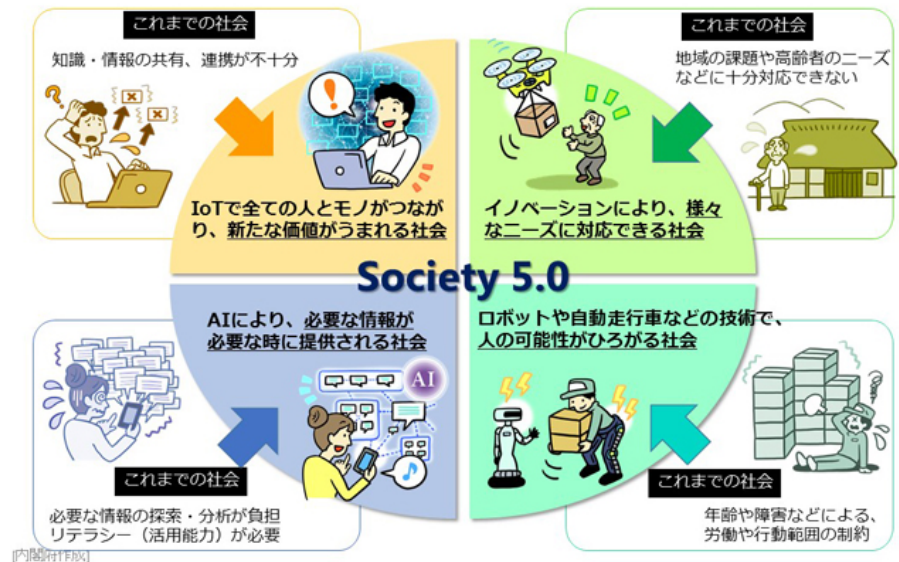 これまでの社会
知識・情報の共有、連携が不十分
IoTで全ての人とモノがつなが
り、新たな価値がうまれる社会
これまでの社会
地域の課題や高齢者のニーズ
などに十分対応できない
イノベーションにより、様々
なニーズに対応できる社会
Society 5.0
AIにより、必要な情報が
必要な時に提供される社会
AI
これまでの社会
必要な情報の探索・分析が負担
リテラシー（活用能力）が必要
ロボットや自動走行車などの技術で、
人の可能性がひろがる社会
これまでの社会
年齢や障害などによる、
労働や行動範囲の制約
[内閣府作成]